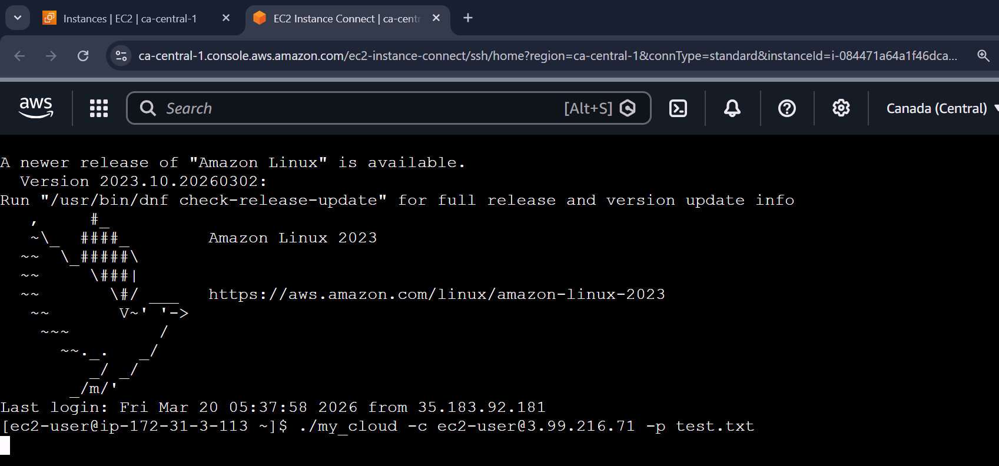 Instances | EC2 | ca-central-1
EC2 Instance Connect | ca-centr
ca-central-1.console.aws.amazon.com/ec2-instance-connect/ssh/home?region=ca-central-1&connType=standard&instanceId=i-084471a64a1f46dca...
aws
Search
[Alt+S]
Canada (Central)
A newer release of "Amazon Linux" is available.
  Version 2023.10.20260302:
Run "/usr/bin/dnf check-release-update" for full release and version update info
   ,     #_
   ~\_  ####_        Amazon Linux 2023
  ~~  \_#####\
  ~~     \###|
  ~~       \#/ ___   https://aws.amazon.com/linux/amazon-linux-2023
   ~~       V~' '->
    ~~~         /
      ~~._.   _/
         _/ _/
       _/m/'
Last login: Fri Mar 20 05:37:58 2026 from 35.183.92.181
[ec2-user@ip-172-31-3-113 ~]$ ./my_cloud -c ec2-user@3.99.216.71 -p test.txt